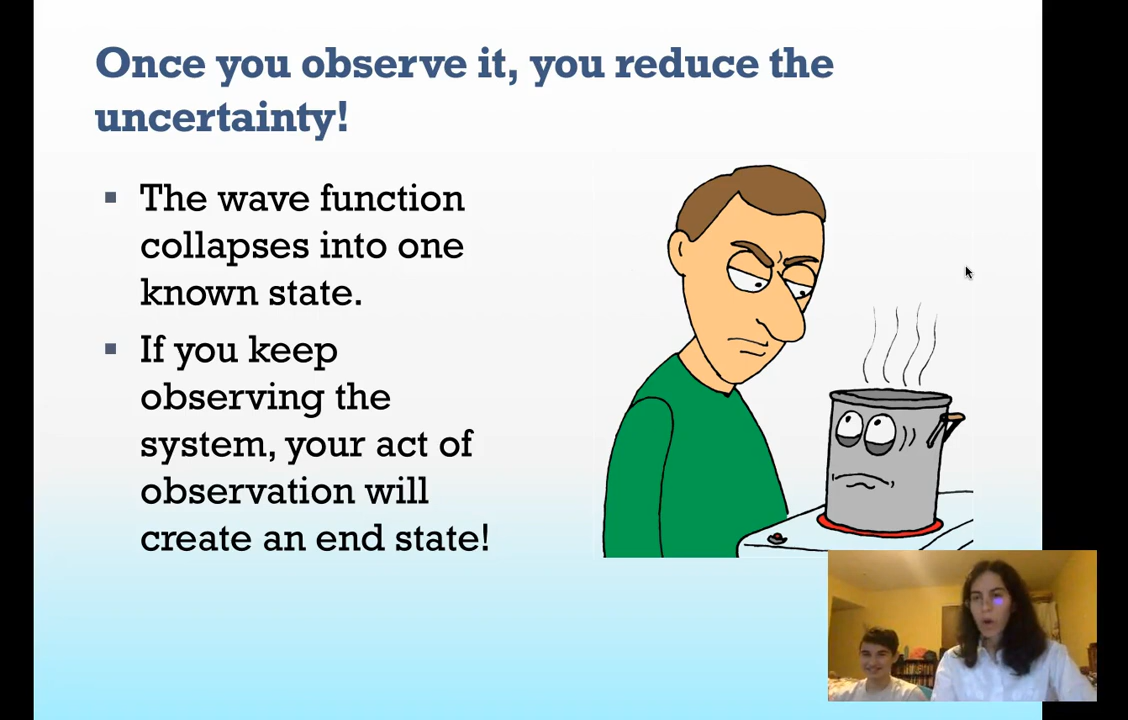 Once you observe it, you reduce the
uncertainty!
The wave function
collapses into one
known state.
If you keep
observing the
system, your act of
observation will
create an end state!